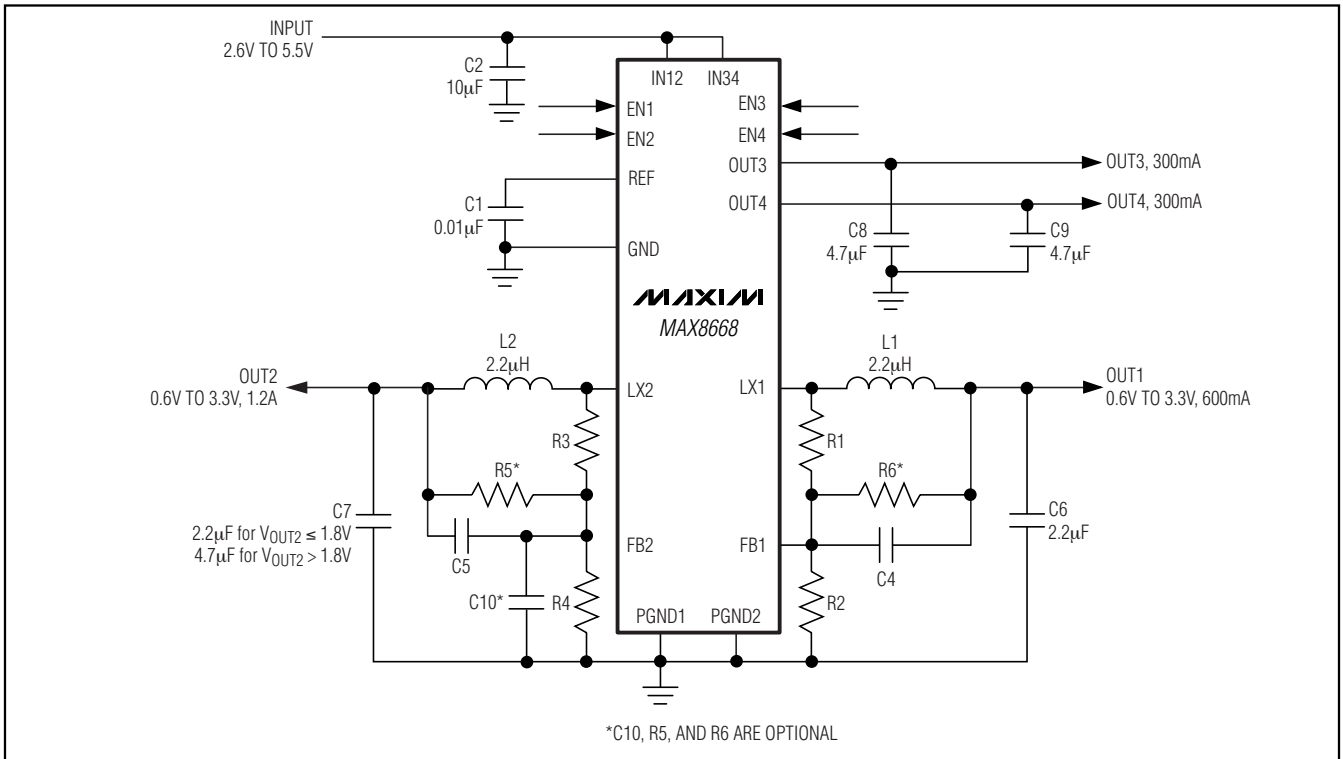 INPUT
2.6V TO 5.5V
C2
10µF
IN12
IN34
EN1
EN2
EN3
EN4
REF
C1
0.01µF
GND
OUT3
OUT4
OUT3, 300mA
OUT4, 300mA
C8
4.7µF
C9
4.7µF
MAXIM
MAX8668
L2
2.2µH
L1
2.2µH
OUT2
0.6V TO 3.3V, 1.2A
LX2
LX1
OUT1
0.6V TO 3.3V, 600mA
R3
R1
R5*
R6*
C7
2.2µF for VOUT2 ≤ 1.8V
4.7µF for VOUT2 > 1.8V
C6
2.2µF
C5
FB2
FB1
C4
C10*
R4
R2
PGND1
PGND2
*C10, R5, AND R6 ARE OPTIONAL